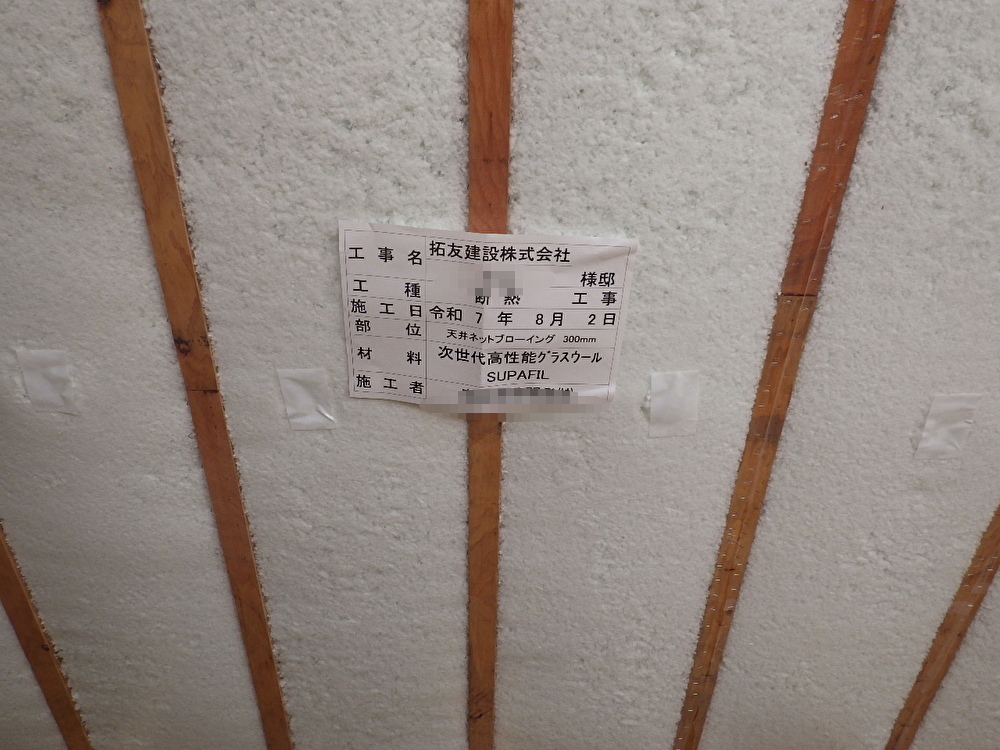 工事名 拓友建設株式会社
様邸
工種 断熱 工事
施工日 令和 7 年 8 月 2 日
部位 天井ネットブローイング 300mm
材料 次世代高性能グラスウール
SUPAFIL
施工者